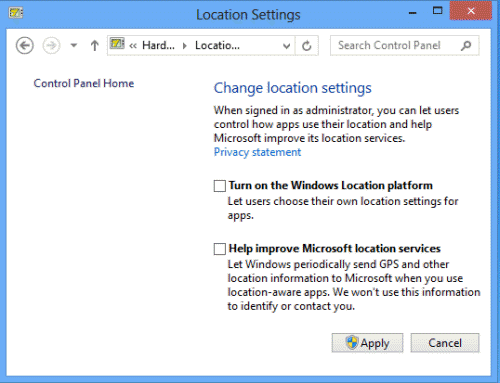 Location Settings
« Hard... ▸ Locatio... Search Control Panel
Control Panel Home
Change location settings
When signed in as administrator, you can let users
control how apps use their location and help
Microsoft improve its location services.
Privacy statement
Turn on the Windows Location platform
Let users choose their own location settings for
apps.
Help improve Microsoft location services
Let Windows periodically send GPS and other
location information to Microsoft when you use
location-aware apps. We won't use this information
to identify or contact you.
Apply Cancel